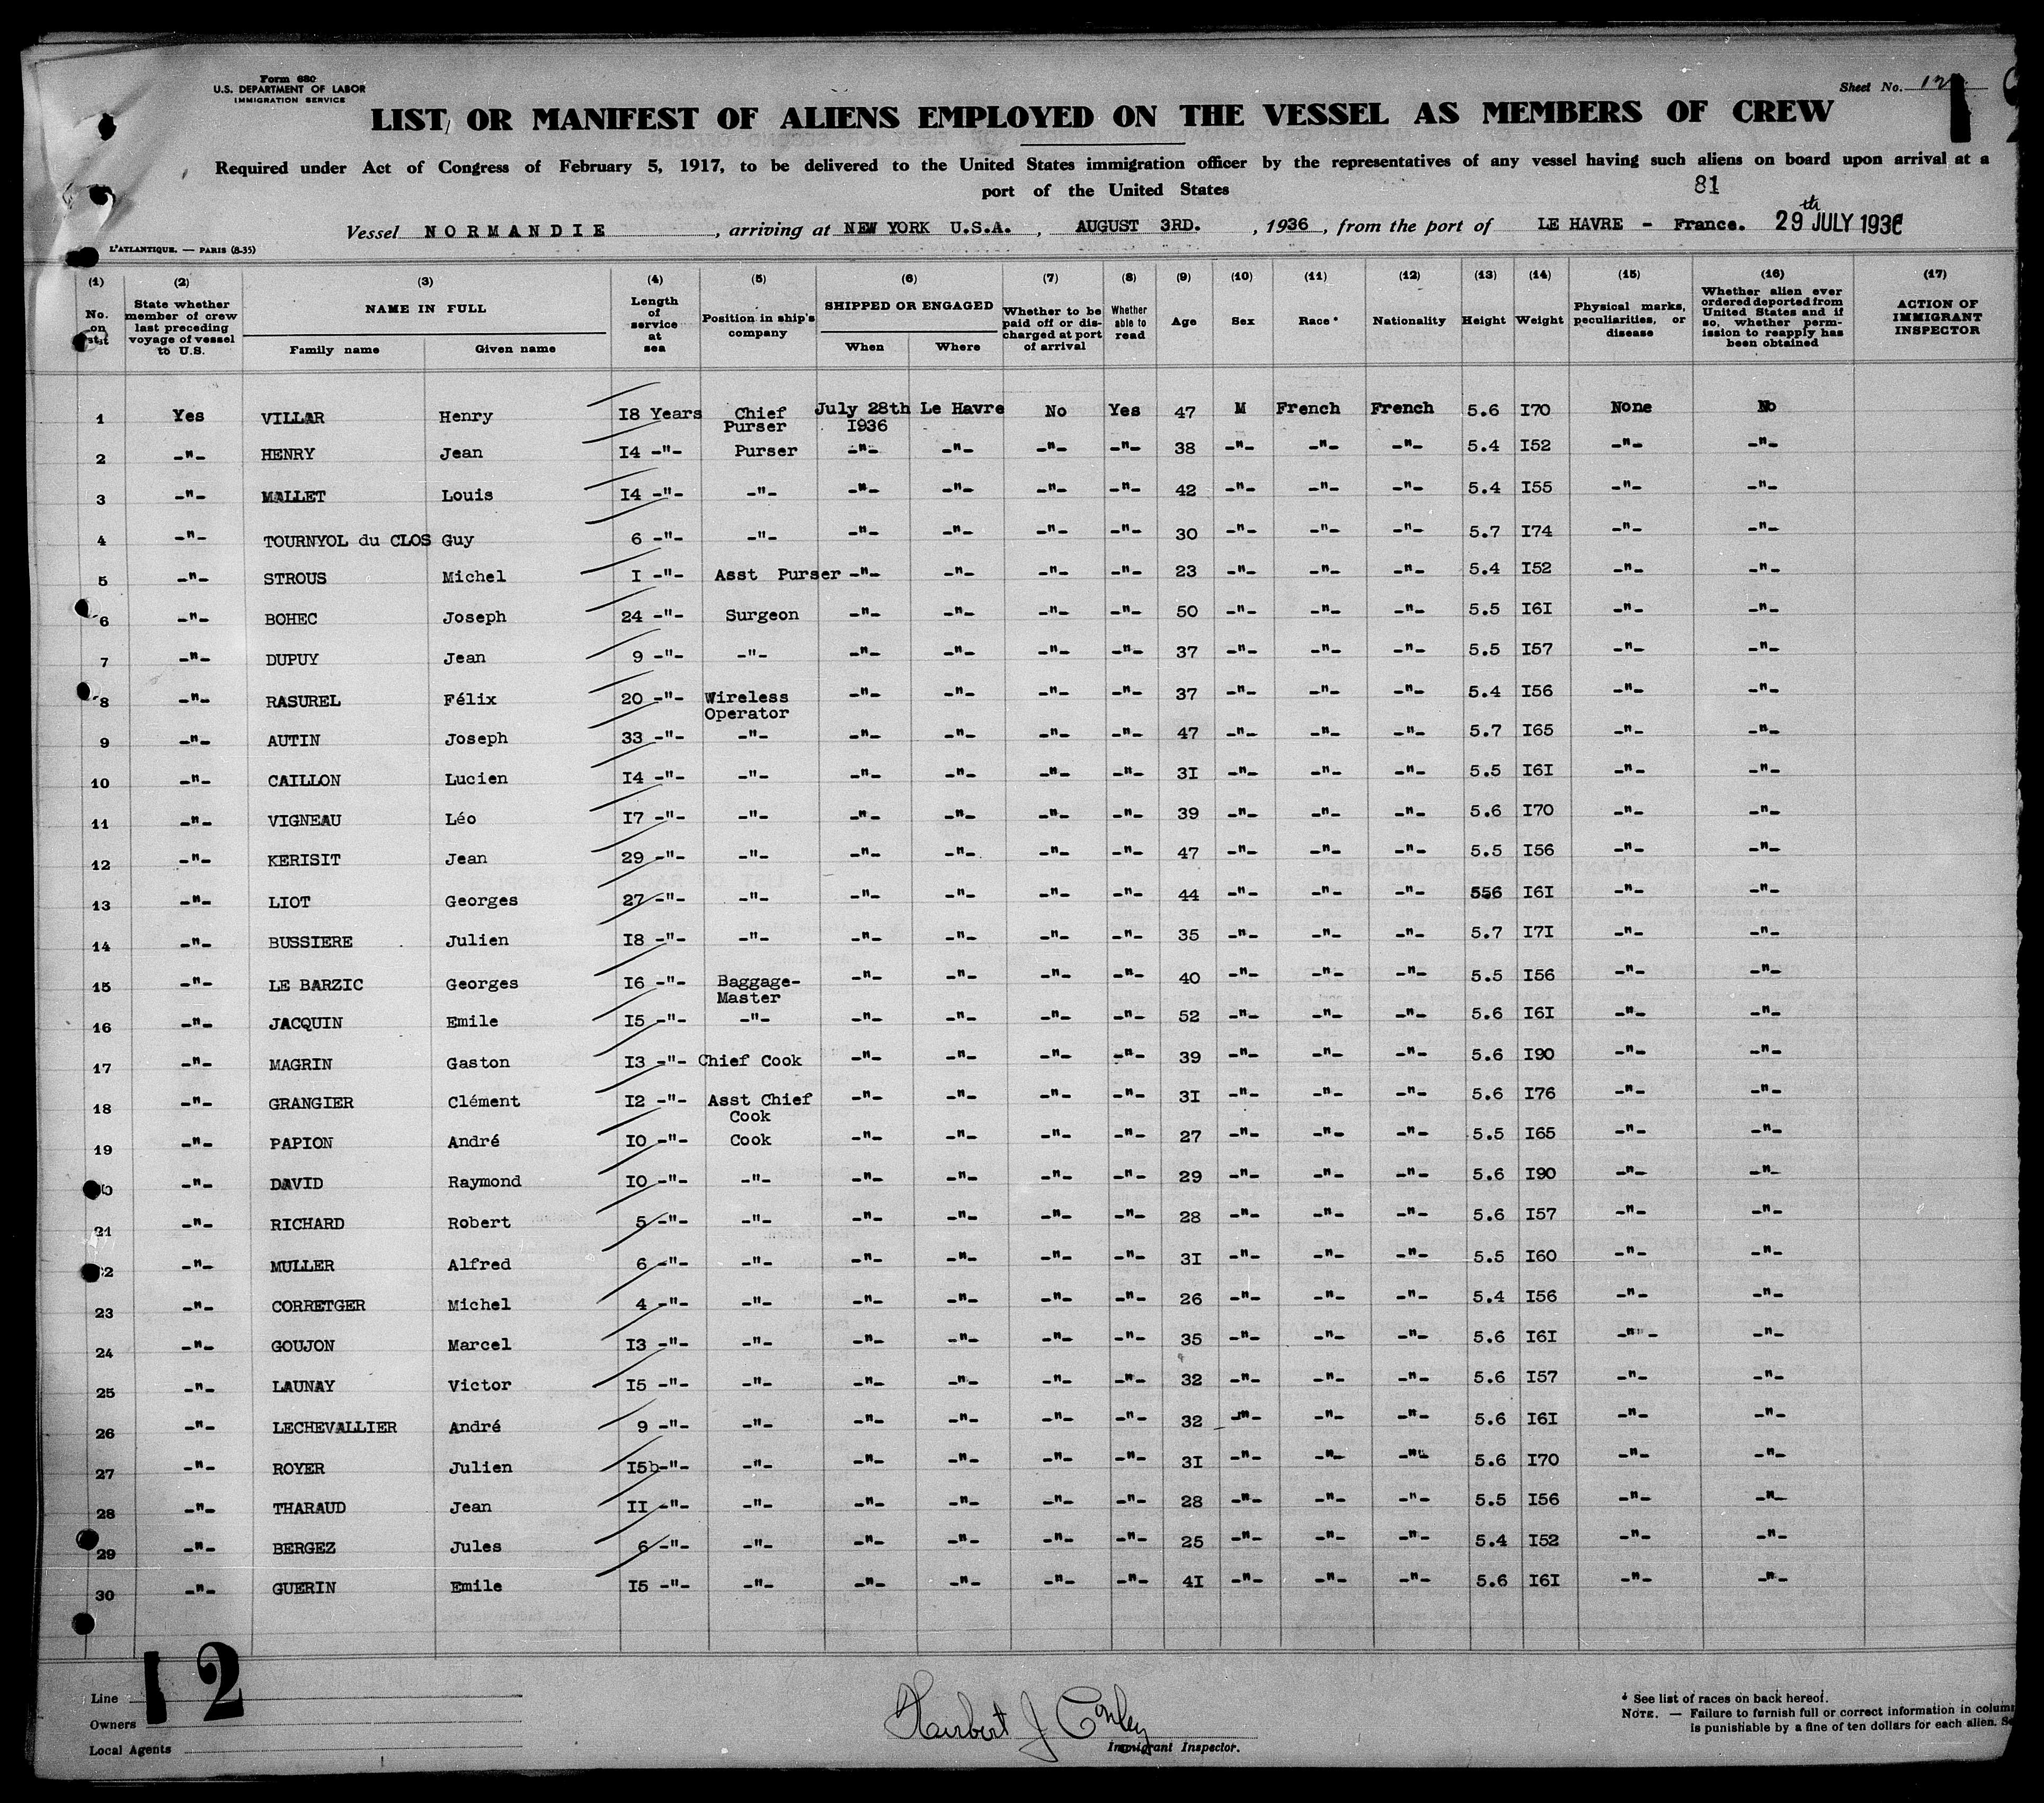 Form 680
U.S. DEPARTMENT OF LABOR
IMMIGRATION SERVICE
Sheet No. 12
LIST, OR MANIFEST OF ALIENS EMPLOYED ON THE VESSEL AS MEMBERS OF CREW
Required under Act of Congress of February 5, 1917, to be delivered to the United States immigration officer by the representatives of any vessel having such aliens on board upon arrival at a
port of the United States
81
Vessel NORMANDIE, arriving at NEW YORK U.S.A., AUGUST 3RD., 1936, from the port of LE HAVRE - France. 29th JULY 1936
L'ATLANTIQUE. — PARIS (8-35)
(1) (2) (3) (4) (5) (6) (7) (8) (9) (10) (11) (12) (13) (14) (15) (16) (17)
No. on list | State whether member of crew last preceding voyage of vessel to U.S. | NAME IN FULL Family name Given name | Length of service at sea | Position in ship's company | SHIPPED OR ENGAGED When Where | Whether to be paid off or discharged at port of arrival | Whether able to read | Age | Sex | Race * | Nationality | Height | Weight | Physical marks, peculiarities, or disease | Whether alien ever ordered deported from United States and if so, whether permission to reapply has been obtained | ACTION OF IMMIGRANT INSPECTOR
1 Yes VILLAR Henry I8 Years Chief Purser July 28th I936 Le Havre No Yes 47 M French French 5.6 I70 None No
2 -"- HENRY Jean I4 -"- Purser -"- -"- -"- -"- 38 -"- -"- -"- 5.4 I52 -"- -"-
3 -"- MALLET Louis I4 -"- -"- -"- -"- -"- -"- 42 -"- -"- -"- 5.4 I55 -"- -"-
4 -"- TOURNYOL du CLOS Guy 6 -"- -"- -"- -"- -"- -"- 30 -"- -"- -"- 5.7 I74 -"- -"-
5 -"- STROUS Michel I -"- Asst Purser -"- -"- -"- -"- 23 -"- -"- -"- 5.4 I52 -"- -"-
6 -"- BOHEC Joseph 24 -"- Surgeon -"- -"- -"- -"- 50 -"- -"- -"- 5.5 I6I -"- -"-
7 -"- DUPUY Jean 9 -"- -"- -"- -"- -"- -"- 37 -"- -"- -"- 5.5 I57 -"- -"-
8 -"- RASUREL Félix 20 -"- Wireless Operator -"- -"- -"- -"- 37 -"- -"- -"- 5.4 I56 -"- -"-
9 -"- AUTIN Joseph 33 -"- -"- -"- -"- -"- -"- 47 -"- -"- -"- 5.7 I65 -"- -"-
10 -"- CAILLON Lucien I4 -"- -"- -"- -"- -"- -"- 3I -"- -"- -"- 5.5 I6I -"- -"-
11 -"- VIGNEAU Léo I7 -"- -"- -"- -"- -"- -"- 39 -"- -"- -"- 5.6 I70 -"- -"-
12 -"- KERISIT Jean 29 -"- -"- -"- -"- -"- -"- 47 -"- -"- -"- 5.5 I56 -"- -"-
13 -"- LIOT Georges 27 -"- -"- -"- -"- -"- -"- 44 -"- -"- -"- 556 I6I -"- -"-
14 -"- BUSSIERE Julien I8 -"- -"- -"- -"- -"- -"- 35 -"- -"- -"- 5.7 I7I -"- -"-
15 -"- LE BARZIC Georges I6 -"- Baggage-Master -"- -"- -"- -"- 40 -"- -"- -"- 5.5 I56 -"- -"-
16 -"- JACQUIN Emile I5 -"- -"- -"- -"- -"- -"- 52 -"- -"- -"- 5.6 I6I -"- -"-
17 -"- MAGRIN Gaston I3 -"- Chief Cook -"- -"- -"- -"- 39 -"- -"- -"- 5.6 I90 -"- -"-
18 -"- GRANGIER Clément I2 -"- Asst Chief Cook -"- -"- -"- -"- 3I -"- -"- -"- 5.6 I76 -"- -"-
19 -"- PAPION André I0 -"- Cook -"- -"- -"- -"- 27 -"- -"- -"- 5.5 I65 -"- -"-
20 -"- DAVID Raymond I0 -"- -"- -"- -"- -"- -"- 29 -"- -"- -"- 5.6 I90 -"- -"-
21 -"- RICHARD Robert 5 -"- -"- -"- -"- -"- -"- 28 -"- -"- -"- 5.6 I57 -"- -"-
22 -"- MULLER Alfred 6 -"- -"- -"- -"- -"- -"- 3I -"- -"- -"- 5.5 I60 -"- -"-
23 -"- CORRETGER Michel 4 -"- -"- -"- -"- -"- -"- 26 -"- -"- -"- 5.4 I56 -"- -"-
24 -"- GOUJON Marcel I3 -"- -"- -"- -"- -"- -"- 35 -"- -"- -"- 5.6 I6I -"- -"-
25 -"- LAUNAY Victor I5 -"- -"- -"- -"- -"- -"- 32 -"- -"- -"- 5.6 I57 -"- -"-
26 -"- LECHEVALLIER André 9 -"- -"- -"- -"- -"- -"- 32 -"- -"- -"- 5.6 I6I -"- -"-
27 -"- ROYER Julien I5b-"- -"- -"- -"- -"- -"- 3I -"- -"- -"- 5.6 I70 -"- -"-
28 -"- THARAUD Jean II -"- -"- -"- -"- -"- -"- 28 -"- -"- -"- 5.5 I56 -"- -"-
29 -"- BERGEZ Jules 6 -"- -"- -"- -"- -"- -"- 25 -"- -"- -"- 5.4 I52 -"- -"-
30 -"- GUERIN Emile I5 -"- -"- -"- -"- -"- -"- 4I -"- -"- -"- 5.6 I6I -"- -"-
12
Line
Owners
Local Agents
Herbert J Conley
Immigrant Inspector.
* See list of races on back hereof.
NOTE. — Failure to furnish full or correct information in colum
is punishable by a fine of ten dollars for each alien.